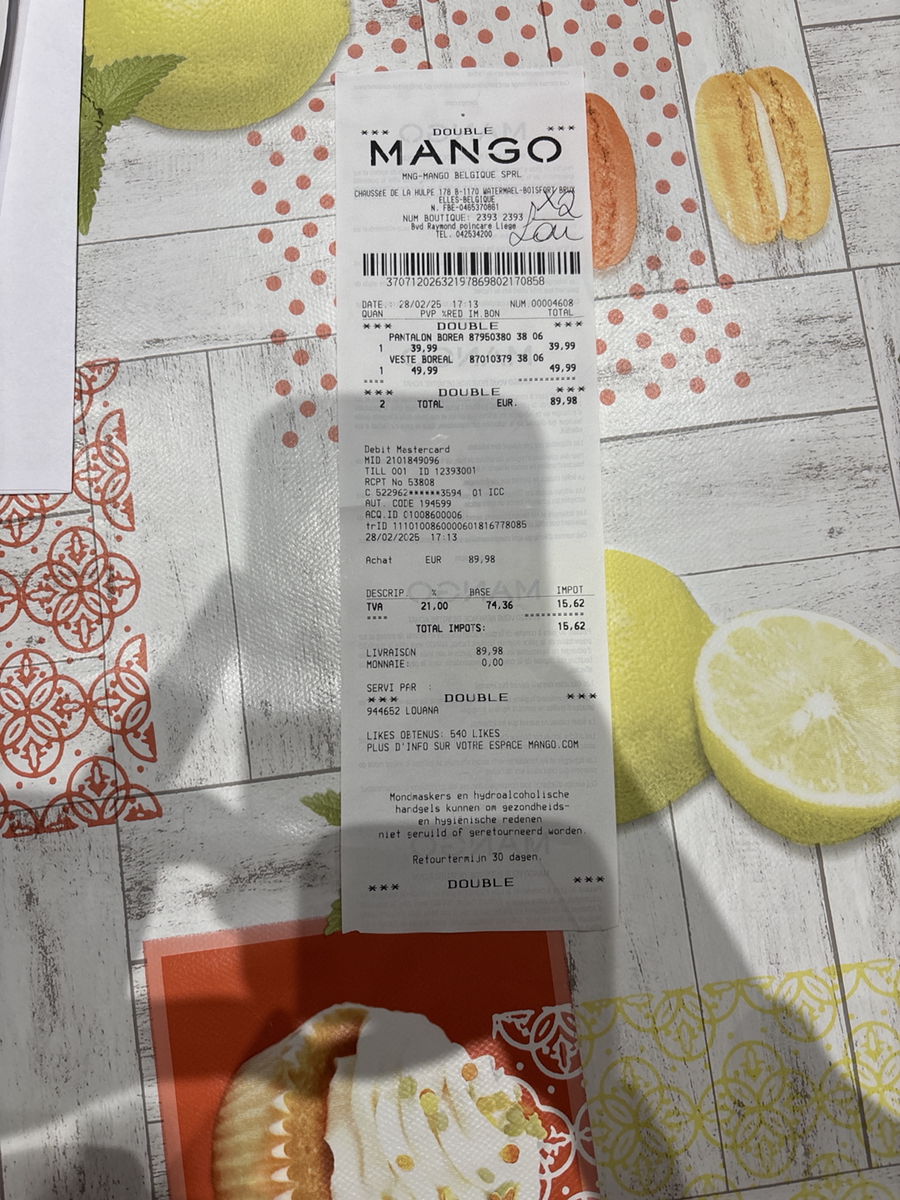 *** DOUBLE ***
MANGO
MNG-MANGO BELGIQUE SPRL
CHAUSSéE DE LA HULPE 178 B-1170 WATERMAEL-BOISFORT BRUX
ELLES-BELGIQUE
N. FBE-0465370861
X2
NUM BOUTIQUE: 2393 2393
Bvd Raymond poincare Liege
TEL. 042534200
Lou
37071202632197869802170858
DATE.: 28/02/25 17:13 NUM.00004608
QUAN PVP %RED IM.BON TOTAL
*** DOUBLE ***
PANTALON BOREA 87950380 38 06
1 39,99 39,99
VESTE BOREAL 87010379 38 06
1 49,99 49,99
*** DOUBLE ***
2 TOTAL EUR. 89,98
Debit Mastercard
MID 2101849096
TILL 001 ID 12393001
RCPT No 53808
C 522962******3594 01 ICC
AUT. CODE 194599
ACQ.ID 01008600006
trID 1110100860000601816778085
28/02/2025 17:13
Achat EUR 89,98
DESCRIP % BASE IMPOT
TVA 21,00 74,36 15,62
TOTAL IMPOTS: 15,62
LIVRAISON 89,98
MONNAIE: 0,00
SERVI PAR :
*** DOUBLE ***
944652 LOUANA
LIKES OBTENUS: 540 LIKES
PLUS D'INFO SUR VOTRE ESPACE MANGO.COM
Mondmaskers en hydroalcoholische
handgels kunnen om gezondheids-
en hygiënische redenen
niet geruild of geretourneerd worden.
Retourtermijn 30 dagen.
*** DOUBLE ***